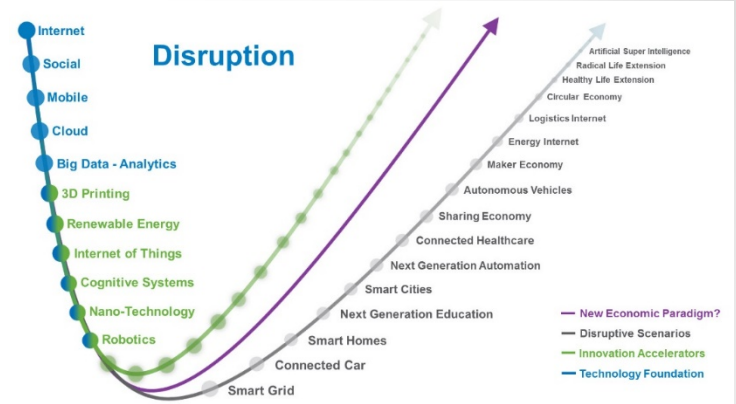 Disruption
Internet
Social
Mobile
Cloud
Big Data - Analytics
3D Printing
Renewable Energy
Internet of Things
Cognitive Systems
Nano-Technology
Robotics
Artificial Super Intelligence
Radical Life Extension
Healthy Life Extension
Circular Economy
Logistics Internet
Energy Internet
Maker Economy
Autonomous Vehicles
Sharing Economy
Connected Healthcare
Next Generation Automation
Smart Cities
Next Generation Education
Smart Homes
Connected Car
Smart Grid
New Economic Paradigm?
Disruptive Scenarios
Innovation Accelerators
Technology Foundation